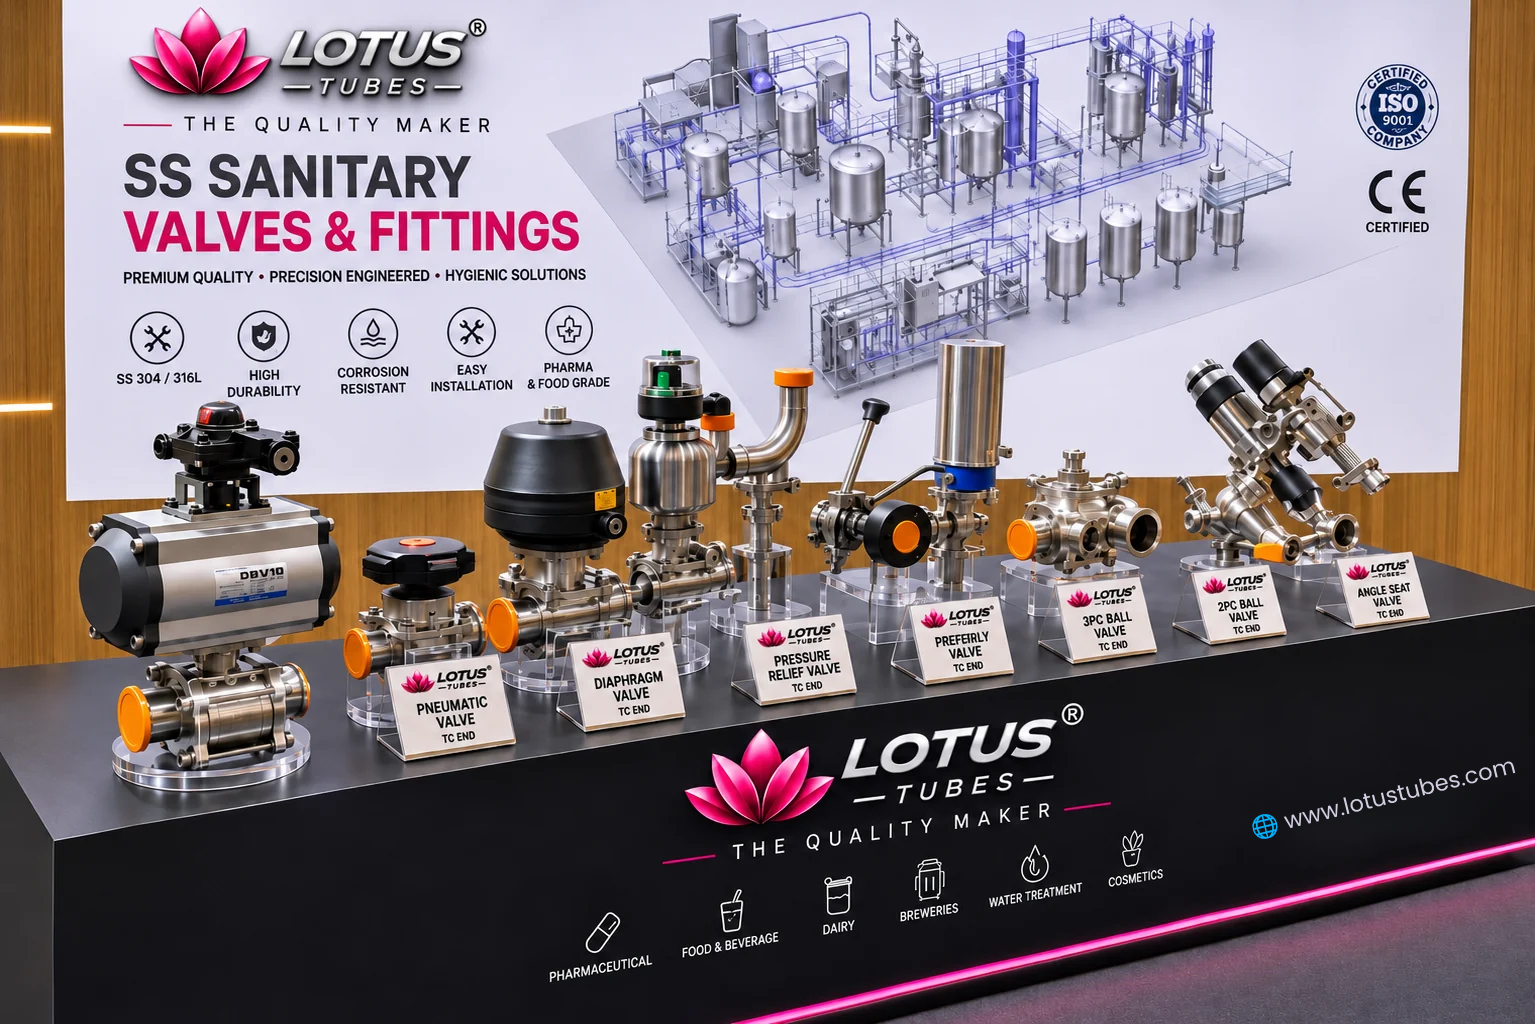 LOTUS®
TUBES
THE QUALITY MAKER
SS SANITARY
VALVES & FITTINGS
PREMIUM QUALITY • PRECISION ENGINEERED • HYGIENIC SOLUTIONS
SS 304 / 316L
HIGH
DURABILITY
CORROSION
RESISTANT
EASY
INSTALLATION
PHARMA
& FOOD GRADE
CERTIFIED
ISO
9001
COMPANY
CE
CERTIFIED
DBV10
LOTUS®
TUBES
PNEUMATIC
VALVE
TC END
LOTUS®
TUBES
DIAPHRAGM
VALVE
TC END
LOTUS®
TUBES
PRESSURE
RELIEF VALVE
TC END
LOTUS®
TUBES
PREFEIRLY
VALVE
TC END
LOTUS®
TUBES
3PC BALL
VALVE
TC END
LOTUS®
TUBES
2PC BALL
VALVE
TC END
LOTUS®
TUBES
ANGLE SEAT
VALVE
TC END
LOTUS®
TUBES
THE QUALITY MAKER
www.lotustubes.com
PHARMACEUTICAL
FOOD & BEVERAGE
DAIRY
BREWERIES
WATER TREATMENT
COSMETICS